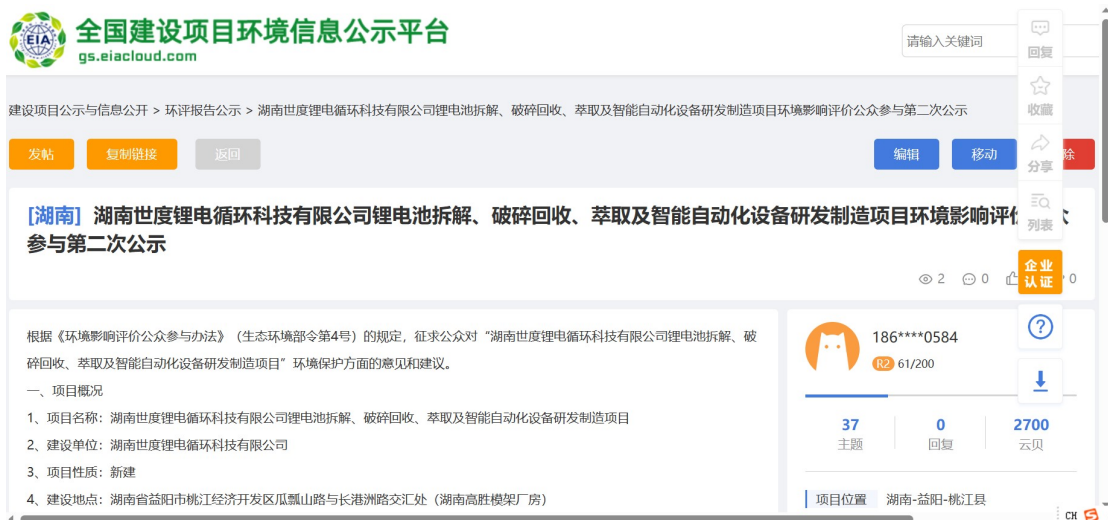 EIA
全国建设项目环境信息公示平台
gs.eiacloud.com
请输入关键词
回复
建设项目公示与信息公开 > 环评报告公示 > 湖南世度锂电循环科技有限公司锂电池拆解、破碎回收、萃取及智能自动化设备研发制造项目环境影响评价公众参与第二次公示
收藏
发帖 复制链接 返回 编辑 移动 除
分享
列表
[湖南] 湖南世度锂电循环科技有限公司锂电池拆解、破碎回收、萃取及智能自动化设备研发制造项目环境影响评
参与第二次公示
企业
认证
2 0 0
根据《环境影响评价公众参与办法》（生态环境部令第4号）的规定，征求公众对“湖南世度锂电循环科技有限公司锂电池拆解、破
碎回收、萃取及智能自动化设备研发制造项目”环境保护方面的意见和建议。
一、项目概况
1、项目名称：湖南世度锂电循环科技有限公司锂电池拆解、破碎回收、萃取及智能自动化设备研发制造项目
2、建设单位：湖南世度锂电循环科技有限公司
3、项目性质：新建
4、建设地点：湖南省益阳市桃江经济开发区瓜瓢山路与长港洲路交汇处（湖南高胜模架厂房）
186****0584
R2 61/200
37 0 2700
主题 回复 云贝
项目位置 湖南-益阳-桃江县
CH